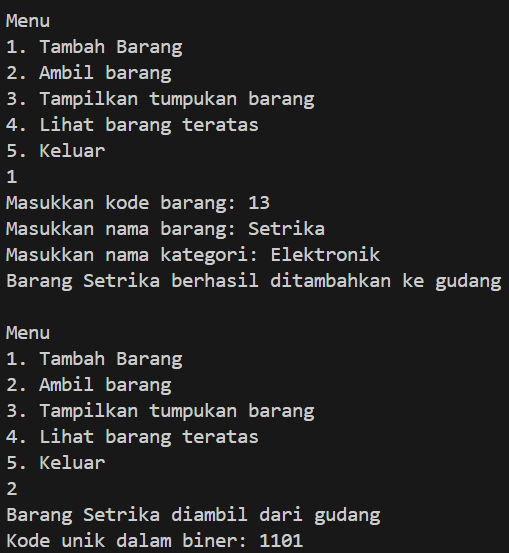 Menu
1. Tambah Barang
2. Ambil barang
3. Tampilkan tumpukan barang
4. Lihat barang teratas
5. Keluar
1
Masukkan kode barang: 13
Masukkan nama barang: Setrika
Masukkan nama kategori: Elektronik
Barang Setrika berhasil ditambahkan ke gudang

Menu
1. Tambah Barang
2. Ambil barang
3. Tampilkan tumpukan barang
4. Lihat barang teratas
5. Keluar
2
Barang Setrika diambil dari gudang
Kode unik dalam biner: 1101